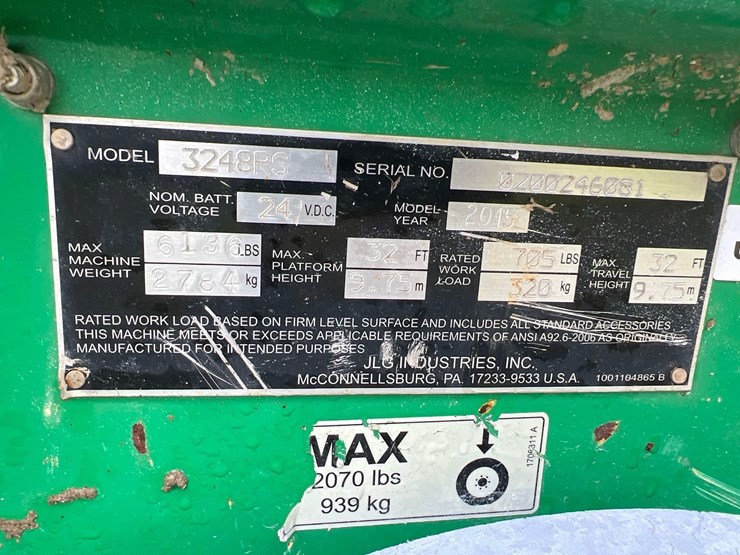 MODEL 3248RS SERIAL NO. 0200246081
NOM. BATT. VOLTAGE 24 V.D.C. MODEL YEAR 2015
MAX MACHINE WEIGHT 6136 LBS 2784 kg
MAX. PLATFORM HEIGHT 32 FT 9.75 m
RATED WORK LOAD 705 LBS 320 kg
MAX. TRAVEL HEIGHT 32 FT 9.75 m
RATED WORK LOAD BASED ON FIRM LEVEL SURFACE AND INCLUDES ALL STANDARD ACCESSORIES
THIS MACHINE MEETS OR EXCEEDS APPLICABLE REQUIREMENTS OF ANSI A92.6-2006 AS ORIGINALLY
MANUFACTURED FOR INTENDED PURPOSES
JLG INDUSTRIES, INC.
McCONNELLSBURG, PA. 17233-9533 U.S.A. 1001104865 B
MAX
2070 lbs
939 kg
1706311 A